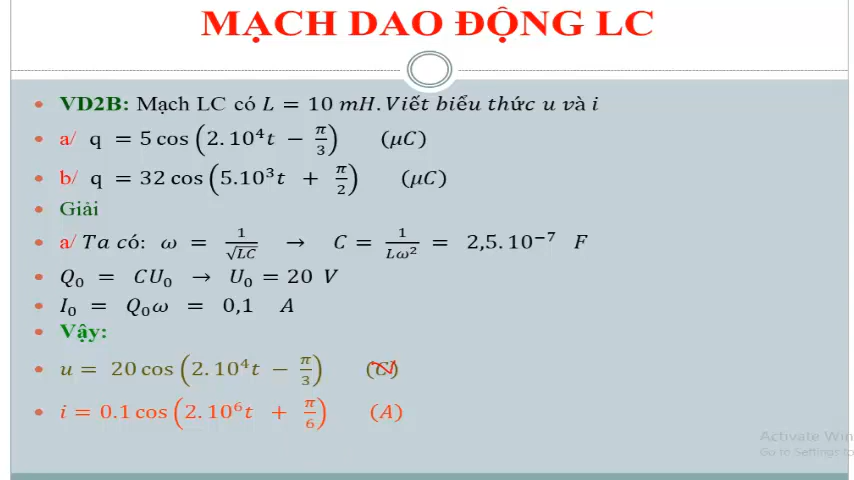 MẠCH DAO ĐỘNG LC
• VD2B: Mạch LC có L = 10 mH. Viết biểu thức u và i
• a/ q = 5 cos (2. 10⁴t − π/3) (μC)
• b/ q = 32 cos (5.10³t + π/2) (μC)
• Giải
• a/ Ta có: ω = 1/√LC → C = 1/Lω² = 2,5. 10⁻⁷ F
• Q₀ = CU₀ → U₀ = 20 V
• I₀ = Q₀ω = 0,1 A
• Vậy:
• u = 20 cos (2. 10⁴t − π/3) (V)
• i = 0.1 cos (2. 10⁶t + π/6) (A)
Activate Win
Go to Settings to